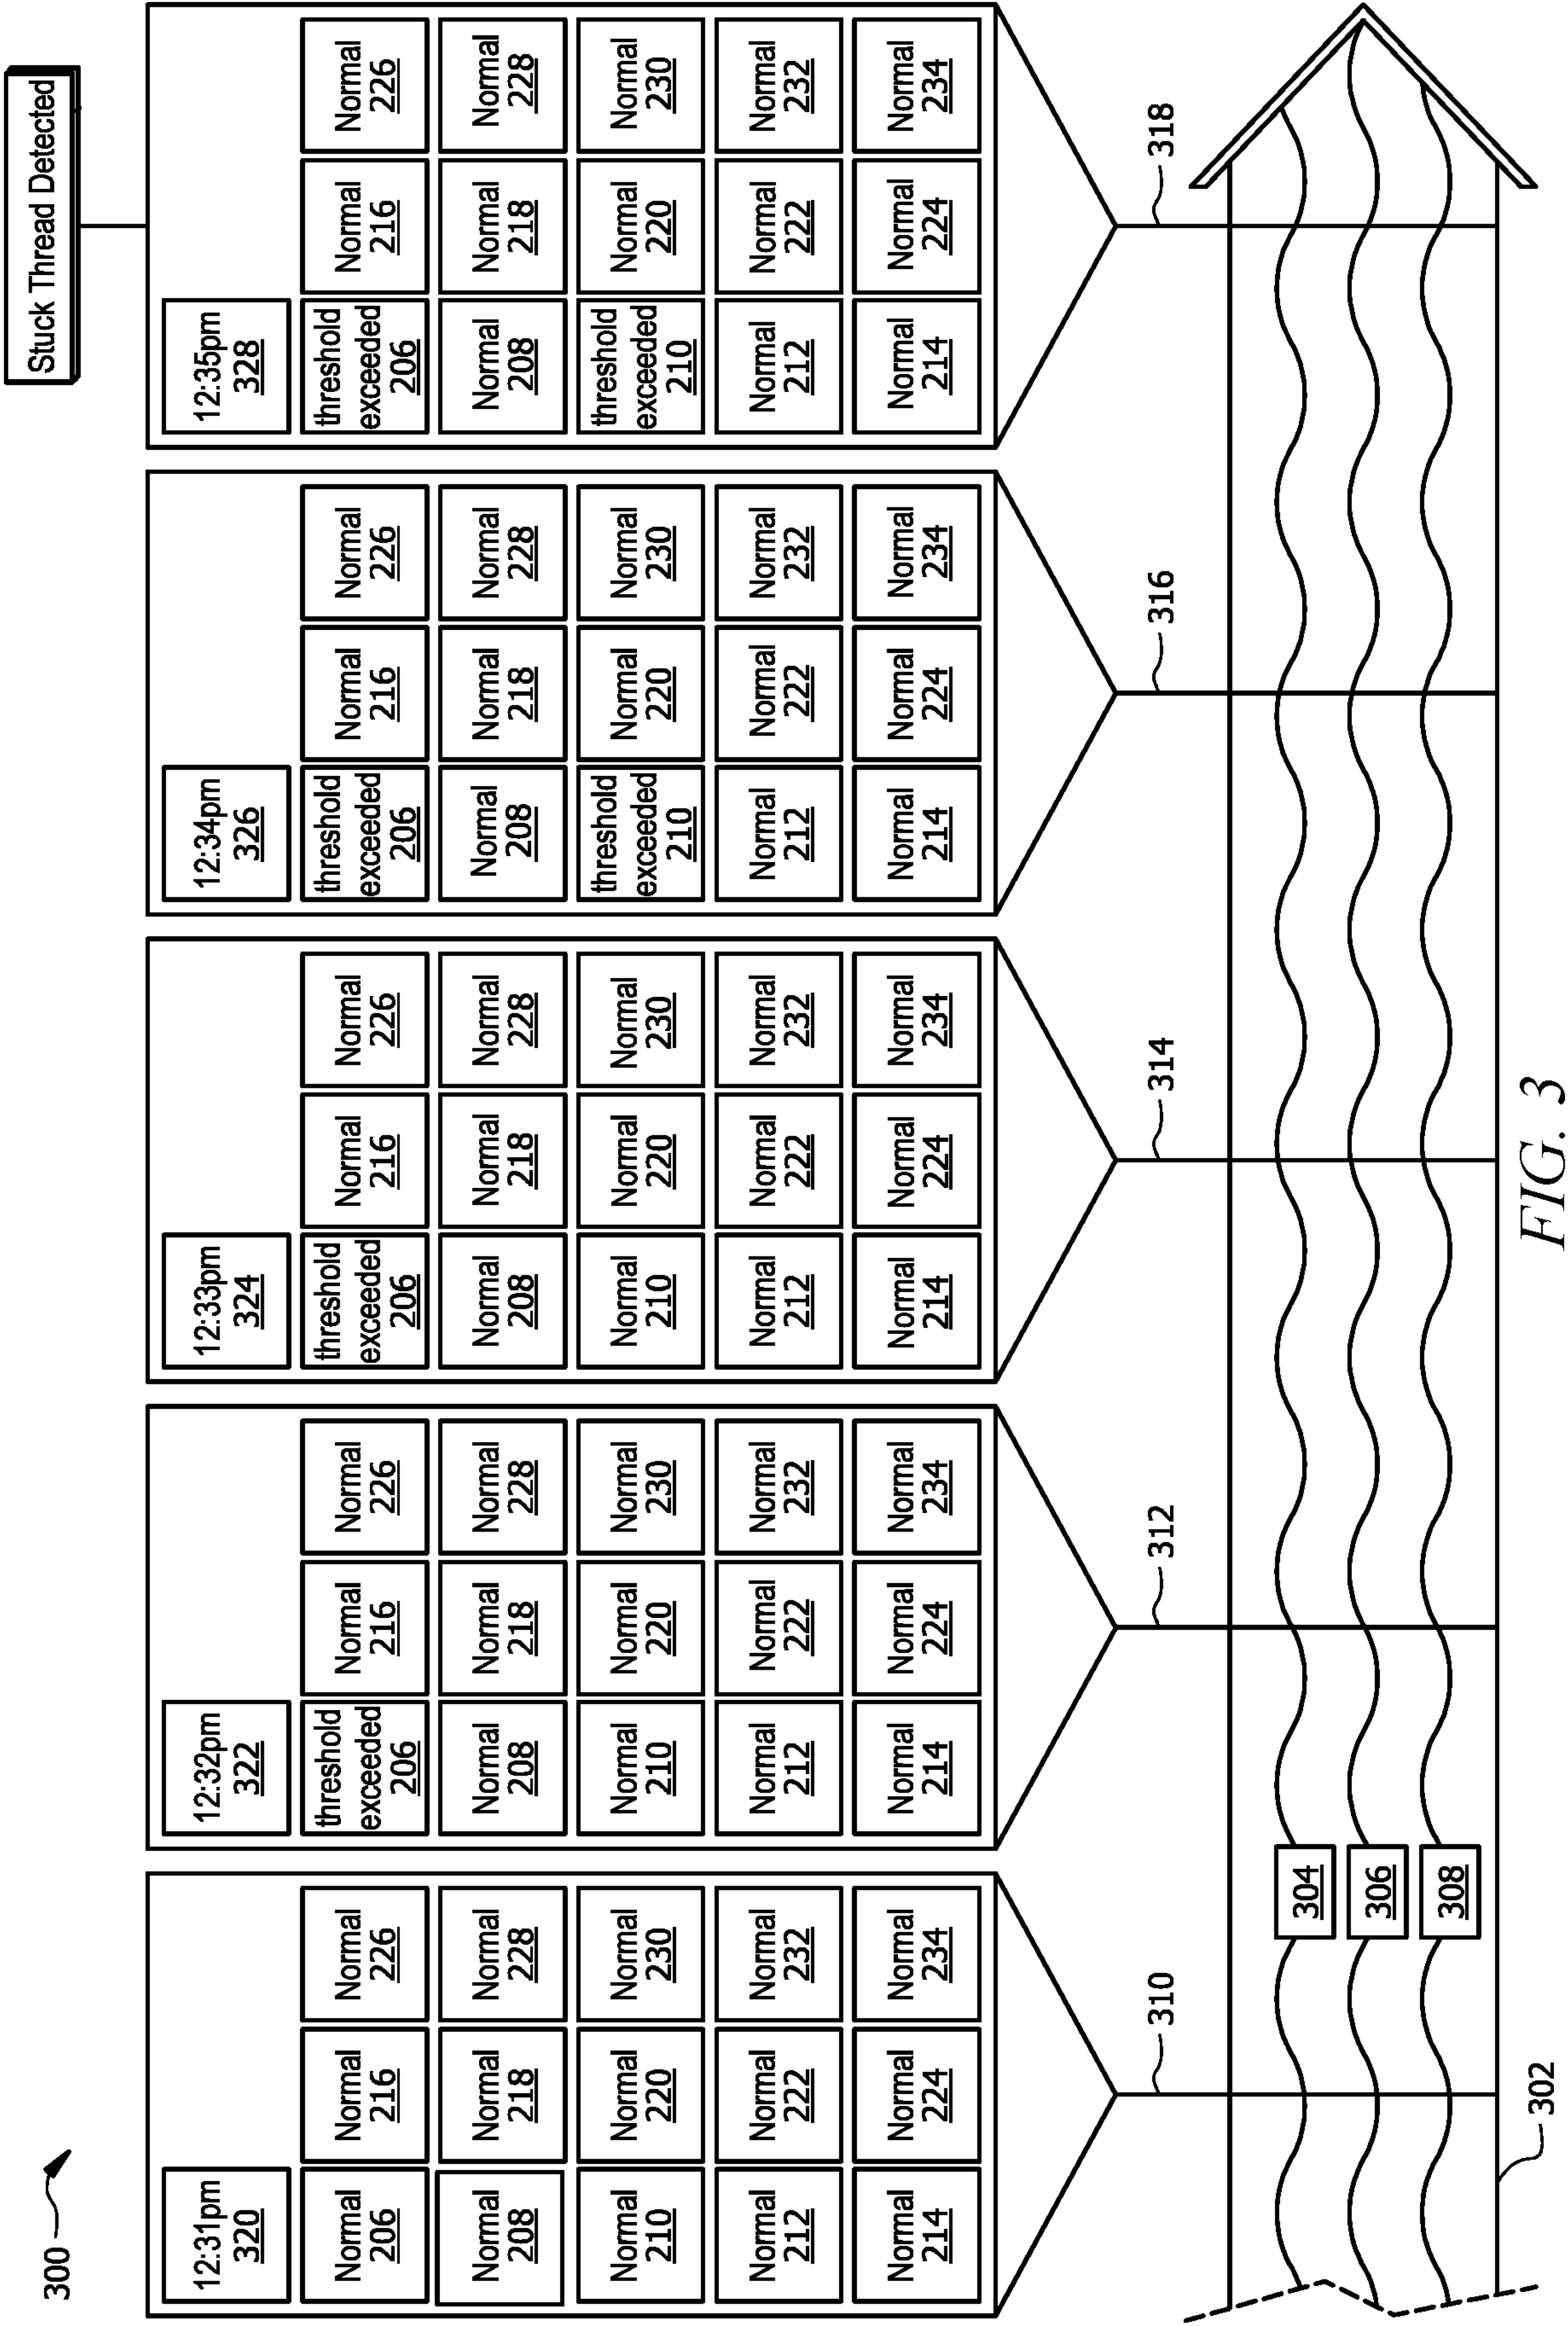 300
Stuck Thread Detected
12:31pm
320
Normal
206
Normal
216
Normal
226
Normal
208
Normal
218
Normal
228
Normal
210
Normal
220
Normal
230
Normal
212
Normal
222
Normal
232
Normal
214
Normal
224
Normal
234
12:32pm
322
threshold
exceeded
206
Normal
216
Normal
226
Normal
208
Normal
218
Normal
228
Normal
210
Normal
220
Normal
230
Normal
212
Normal
222
Normal
232
Normal
214
Normal
224
Normal
234
12:33pm
324
threshold
exceeded
206
Normal
216
Normal
226
Normal
208
Normal
218
Normal
228
Normal
210
Normal
220
Normal
230
Normal
212
Normal
222
Normal
232
Normal
214
Normal
224
Normal
234
12:34pm
326
threshold
exceeded
206
Normal
216
Normal
226
Normal
208
Normal
218
Normal
228
threshold
exceeded
210
Normal
220
Normal
230
Normal
212
Normal
222
Normal
232
Normal
214
Normal
224
Normal
234
12:35pm
328
threshold
exceeded
206
Normal
216
Normal
226
Normal
208
Normal
218
Normal
228
threshold
exceeded
210
Normal
220
Normal
230
Normal
212
Normal
222
Normal
232
Normal
214
Normal
224
Normal
234
310
312
314
316
318
304
306
308
302
FIG. 3